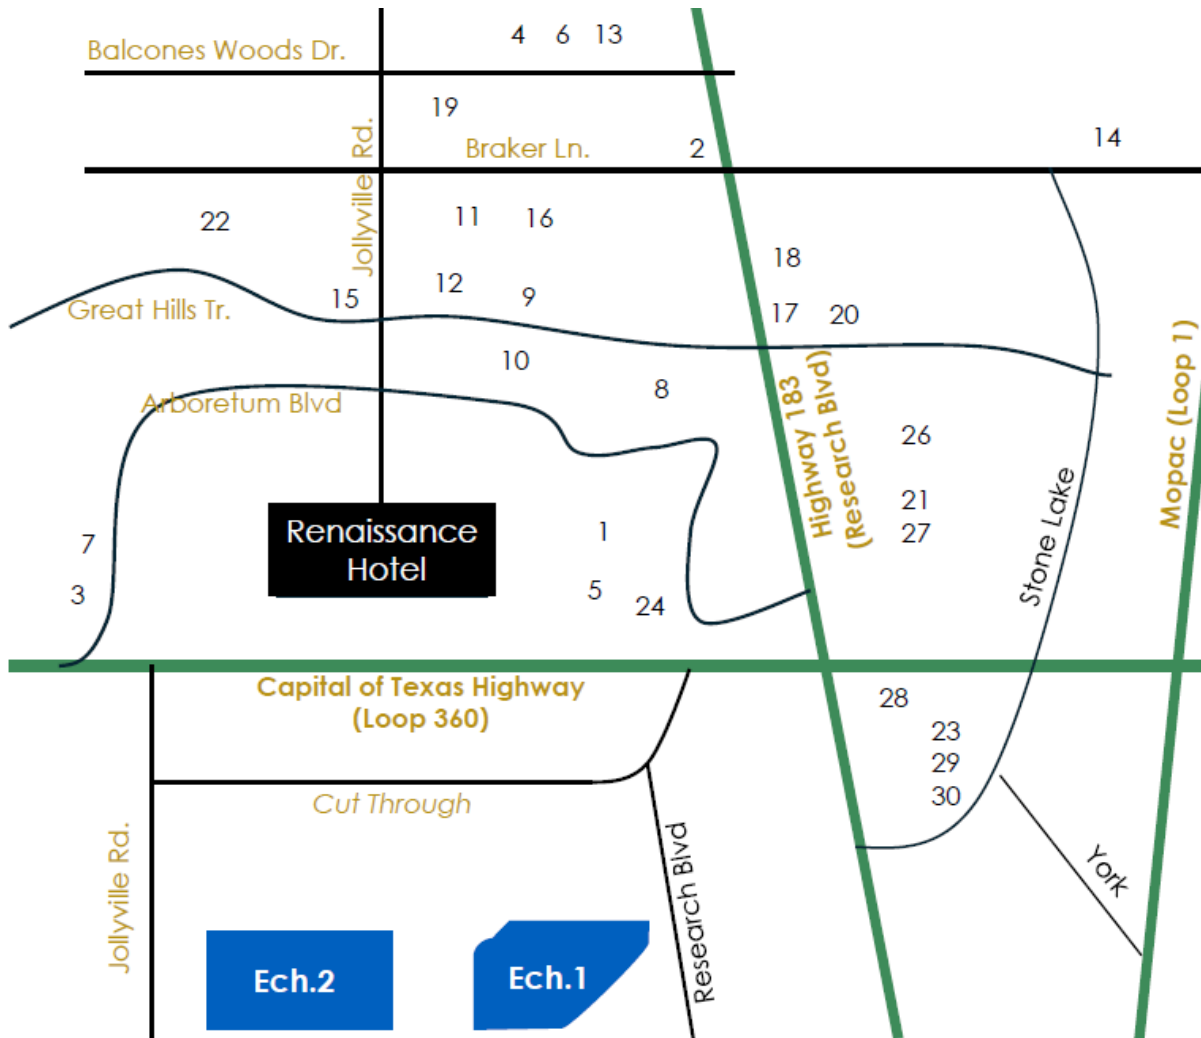 4 6 13
Balcones Woods Dr.
19
14
Jollyville Rd.
Braker Ln.
2
22
11 16
18
12
9
15
Great Hills Tr.
17 20
10
8
Arboretum Blvd
Highway 183
(Research Blvd)
Mopac (Loop 1)
26
21
27
Stone Lake
Renaissance
Hotel
1
7
3
5
24
Capital of Texas Highway
(Loop 360)
28
23
29
30
Cut Through
Jollyville Rd.
Research Blvd
York
Ech.2
Ech.1